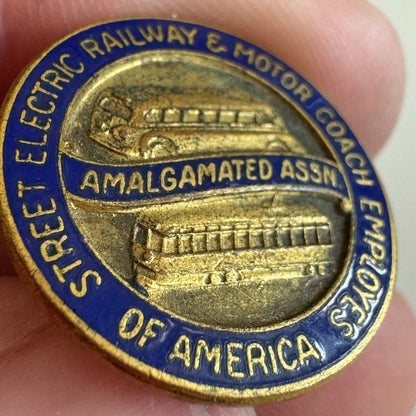 STREET ELECTRIC RAILWAY & MOTOR COACH EMPLOYES
AMALGAMATED ASSN.
OF AMERICA